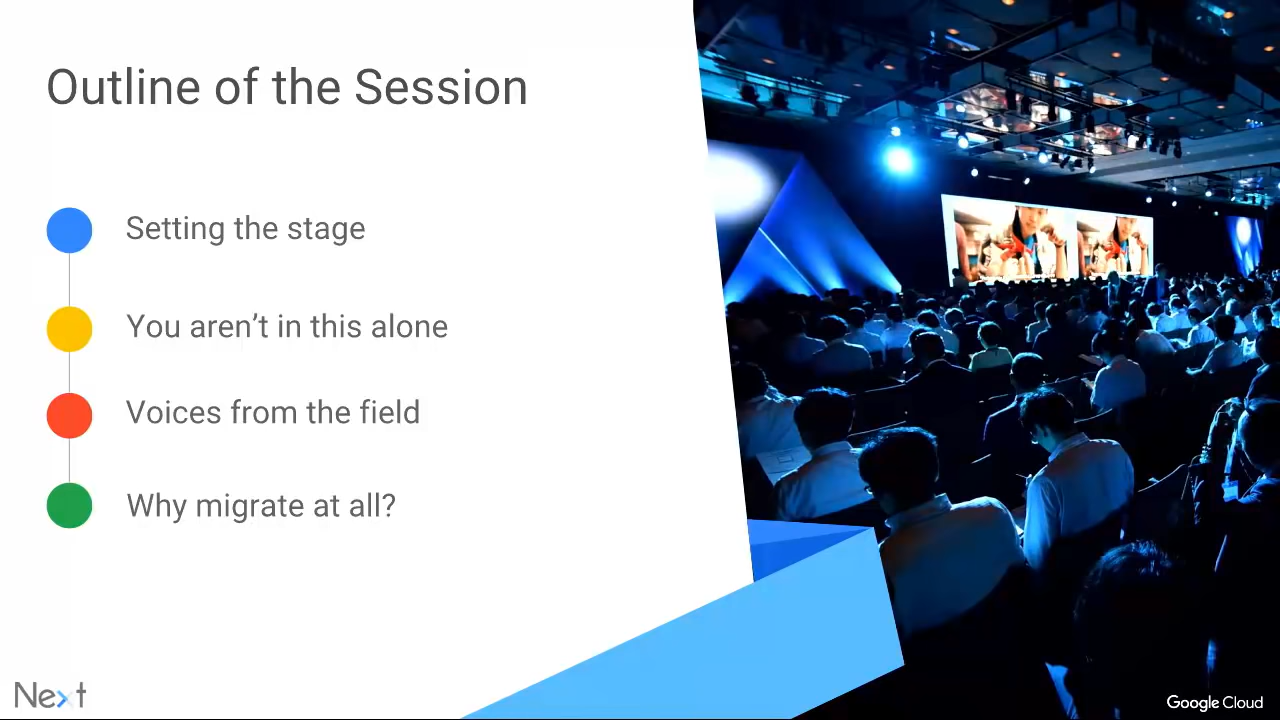 Outline of the Session
Setting the stage
You aren’t in this alone
Voices from the field
Why migrate at all?
Next
Google Cloud